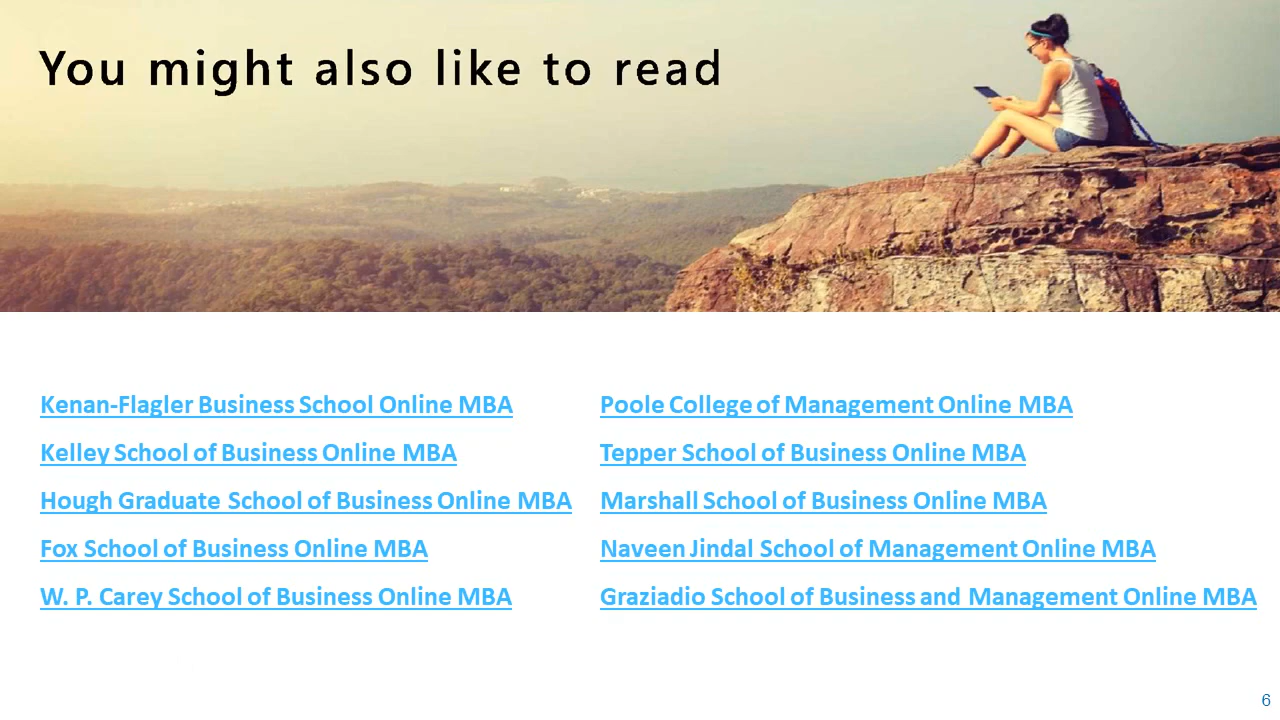 You might also like to read
Kenan-Flagler Business School Online MBA
Kelley School of Business Online MBA
Hough Graduate School of Business Online MBA
Fox School of Business Online MBA
W. P. Carey School of Business Online MBA
Poole College of Management Online MBA
Tepper School of Business Online MBA
Marshall School of Business Online MBA
Naveen Jindal School of Management Online MBA
Graziadio School of Business and Management Online MBA
6